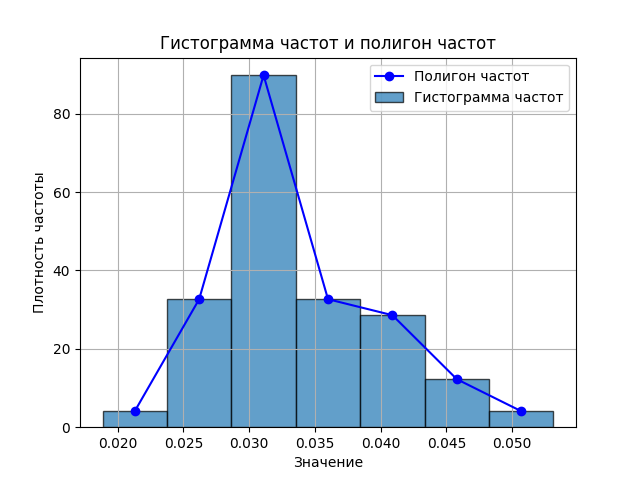 Гистограмма частот и полигон частот
Полигон частот
Гистограмма частот
Плотность частоты
80
60
40
20
0
0.020 0.025 0.030 0.035 0.040 0.045 0.050
Значение